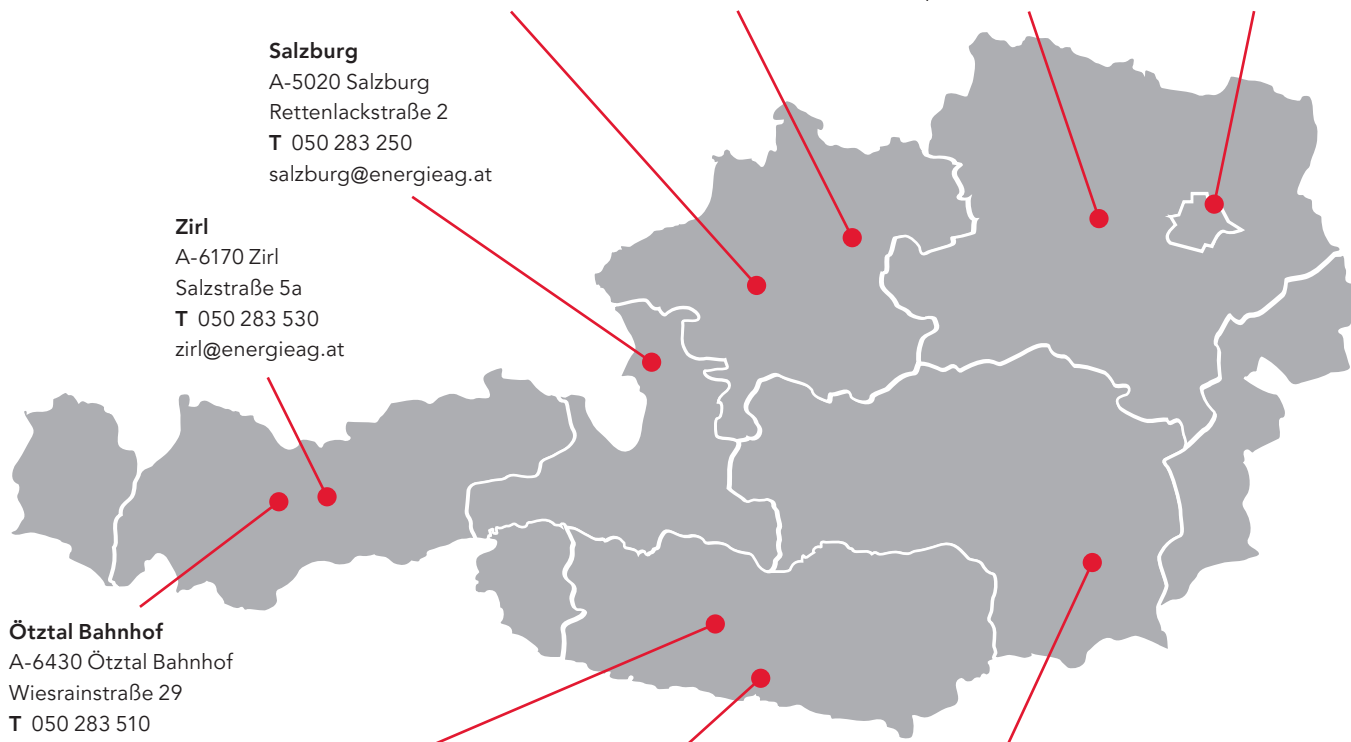 Salzburg
A-5020 Salzburg
Rettenlackstraße 2
T 050 283 250
salzburg@energieag.at
Zirl
A-6170 Zirl
Salzstraße 5a
T 050 283 530
zirl@energieag.at
Ötztal Bahnhof
A-6430 Ötztal Bahnhof
Wiesrainstraße 29
T 050 283 510